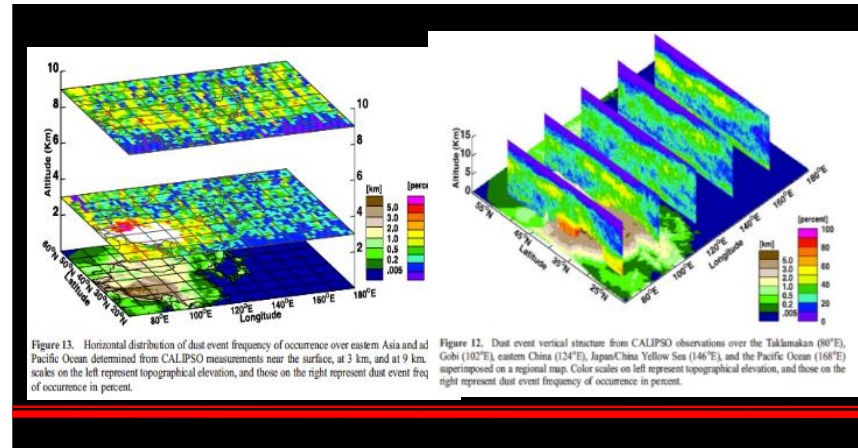 10
8
6
4
2
Altitude (Km)
10
8
6
4
2
[km]
5.0
3.0
2.0
1.0
0.5
0.2
.005
[perc
60°N 50°N 40°N 30°N 20°N
Latitude
80°E 100°E 120°E 140°E 160°E 180°E
Longitude
Figure 13. Horizontal distribution of dust event frequency of occurrence over eastern Asia and ad
Pacific Ocean determined from CALIPSO measurements near the surface, at 3 km, and at 9 km.
scales on the left represent topographical elevation, and those on the right represent dust event freq
of occurrence in percent.
15
10
5
0
Altitude (Km)
55°N 45°N 35°N 25°N
Latitude
80°E 100°E 120°E 140°E 160°E 180°E
Longitude
[km]
5.0
3.0
2.0
1.0
0.5
0.2
.005
[percent]
100
80
60
40
20
0
Figure 12. Dust event vertical structure from CALIPSO observations over the Taklamakan (80°E),
Gobi (102°E), eastern China (124°E), Japan/China Yellow Sea (146°E), and the Pacific Ocean (168°E)
superimposed on a regional map. Color scales on left represent topographical elevation, and those on the
right represent dust event frequency of occurrence in percent.